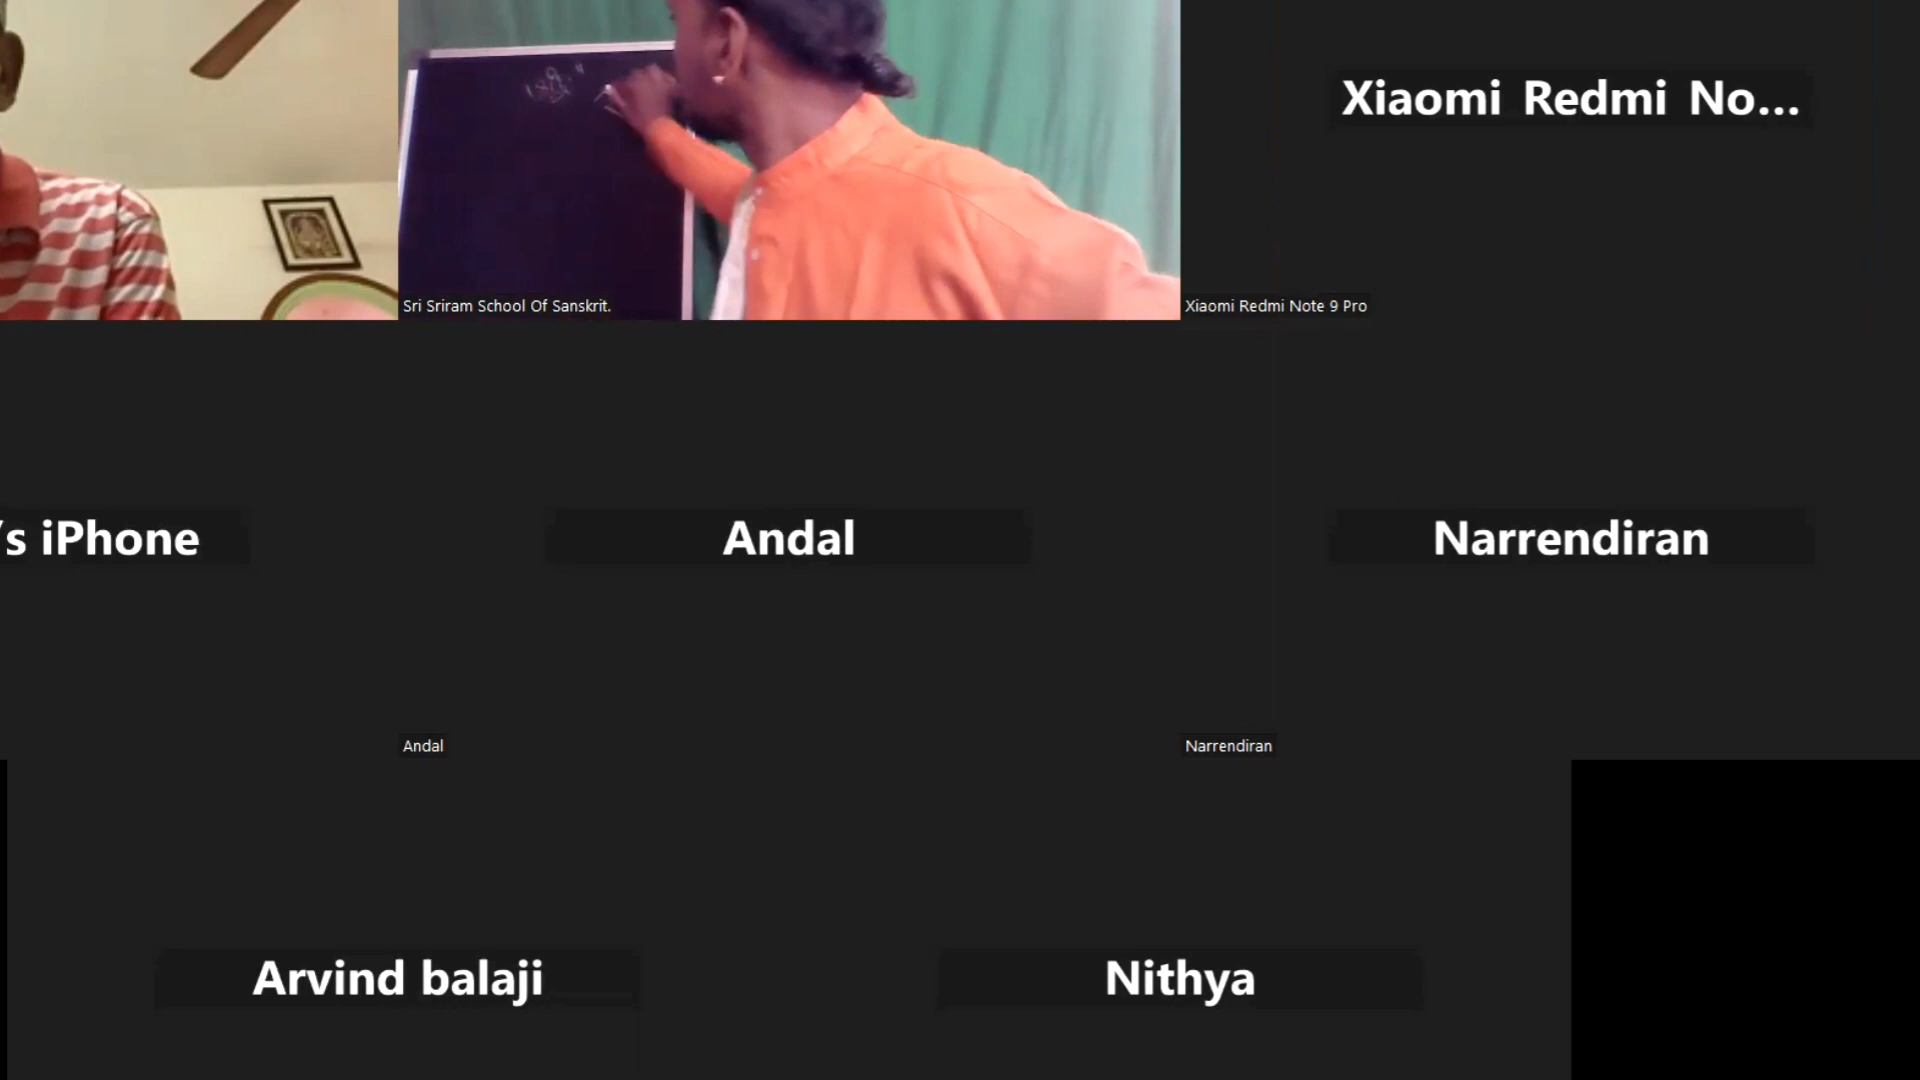 Xiaomi Redmi No...
Sri Sriram School Of Sanskrit.
Xiaomi Redmi Note 9 Pro
's iPhone
Andal
Narrendiran
Andal
Narrendiran
Arvind balaji
Nithya